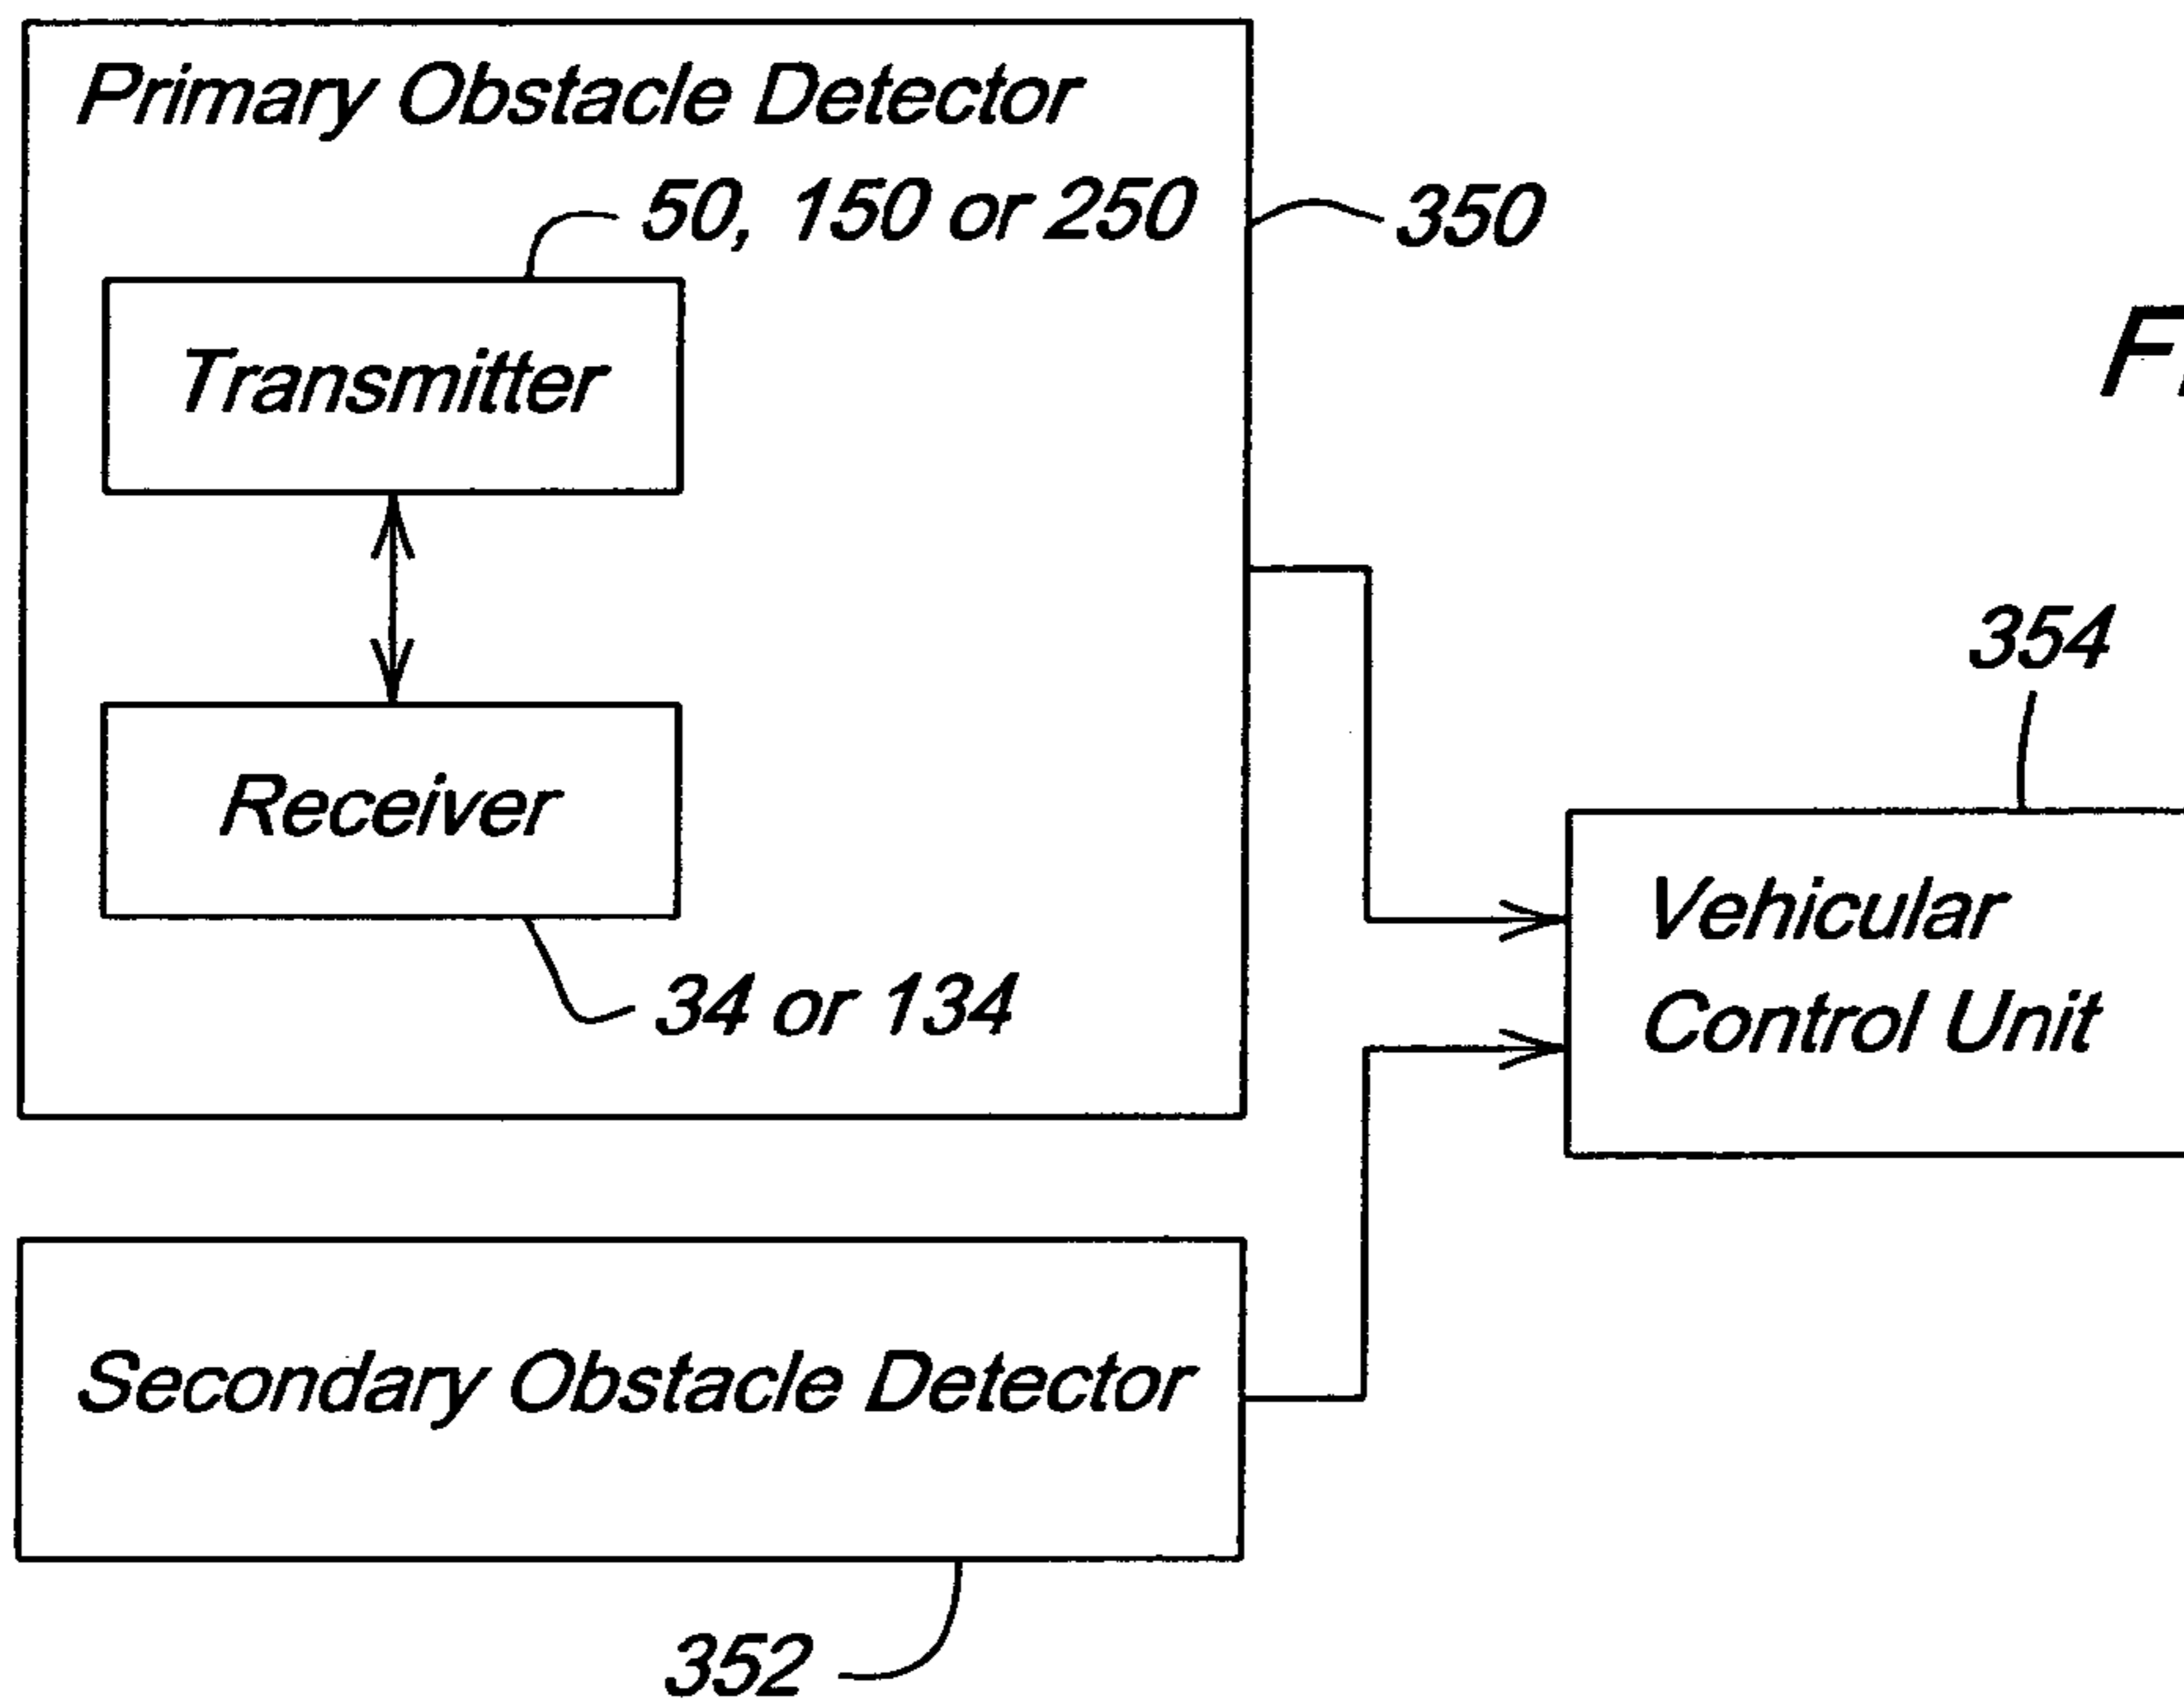 Primary Obstacle Detector
50, 150 or 250
350
Transmitter
354
Receiver
Vehicular
Control Unit
34 or 134
Secondary Obstacle Detector
352